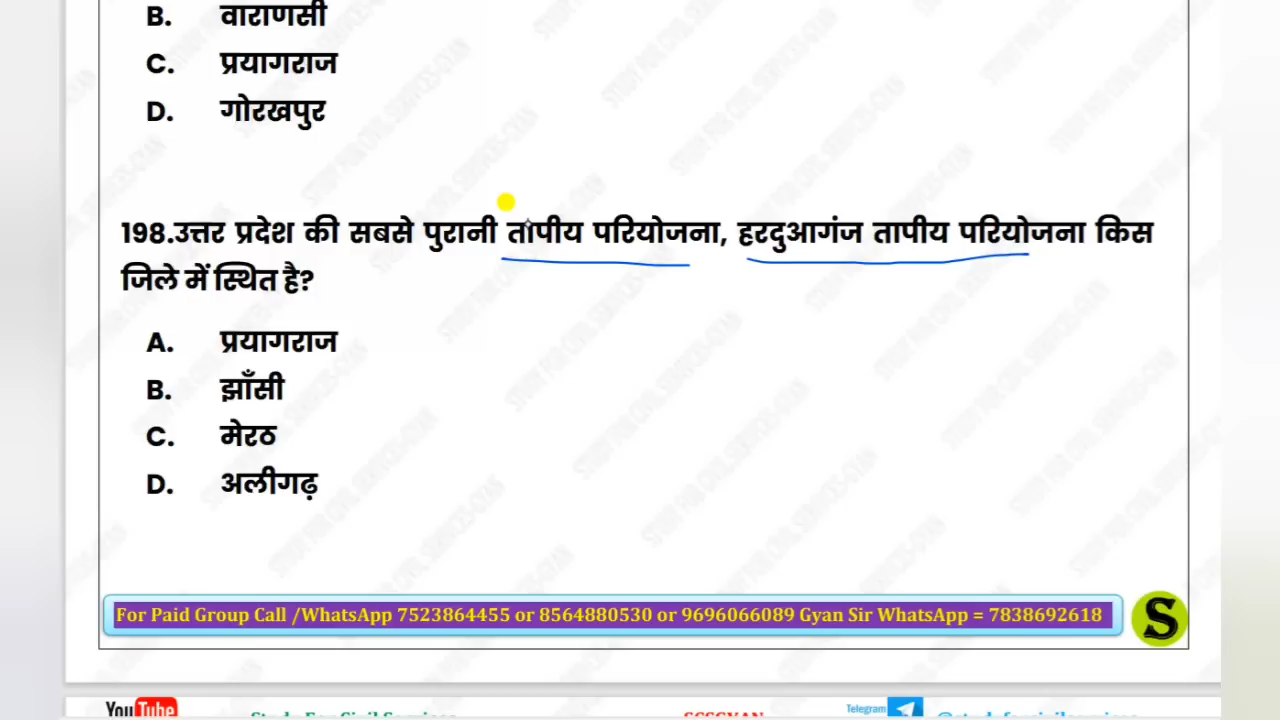 B. वाराणसी
C. प्रयागराज
D. गोरखपुर
198.उत्तर प्रदेश की सबसे पुरानी तापीय परियोजना, हरदुआगंज तापीय परियोजना किस
जिले में स्थित है?
A. प्रयागराज
B. झाँसी
C. मेरठ
D. अलीगढ़
For Paid Group Call /WhatsApp 7523864455 or 8564880530 or 9696066089 Gyan Sir WhatsApp = 7838692618
S
YouTube
Telegram